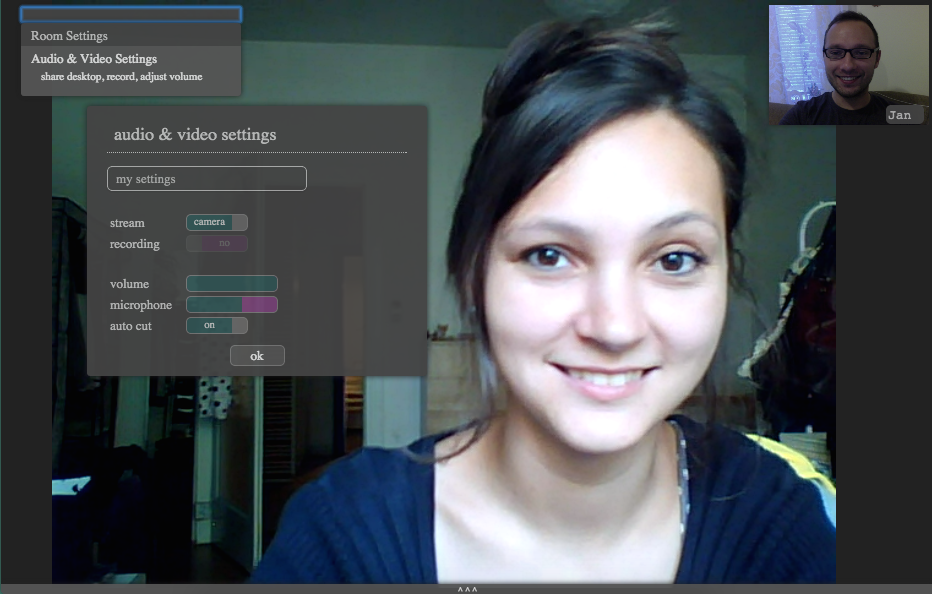 Room Settings
Audio & Video Settings
share desktop, record, adjust volume
Jan
audio & video settings
my settings
stream camera
recording no
volume
microphone
auto cut on
ok
^^^